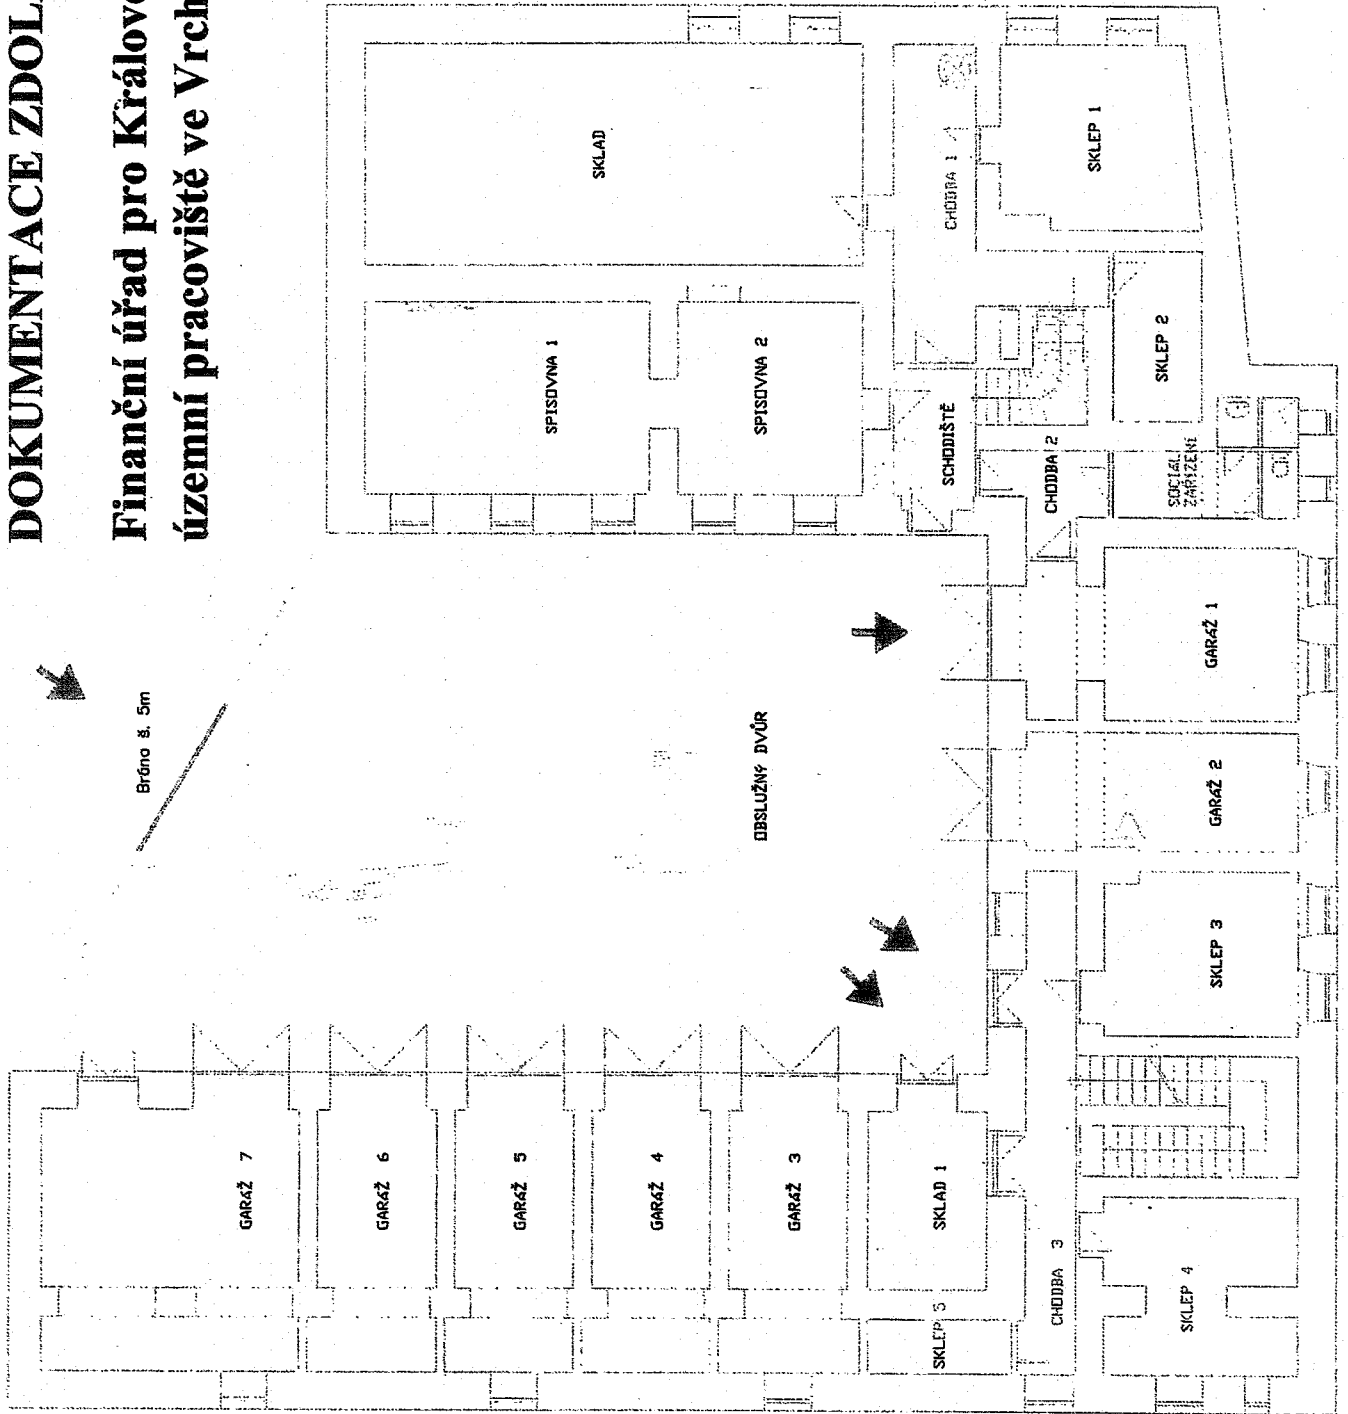 DOKUMENTACE ZDOL
Finanční úřad pro Králov
územní pracoviště ve Vrch
Brána š. 5m
SKLAD
SPISOVNA 1
SPISOVNA 2
CHODBA 1
SKLEP 1
SKLEP 2
SCHODIŠTĚ
CHODBA 2
SOCIAL.
ZAŘÍZENÍ
OBSLUŽNÝ DVŮR
GARÁŽ 1
GARÁŽ 2
SKLEP 3
GARÁŽ 7
GARÁŽ 6
GARÁŽ 5
GARÁŽ 4
GARÁŽ 3
SKLAD 1
SKLEP 5
CHODBA 3
SKLEP 4